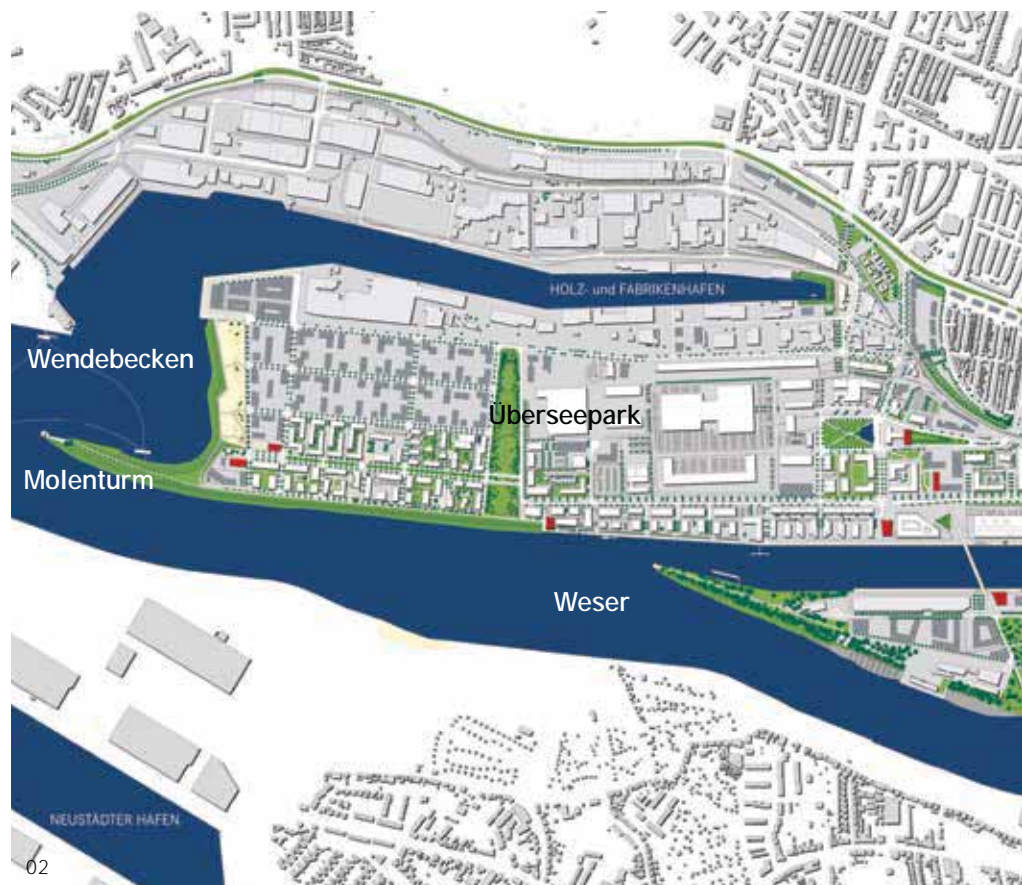 HOLZ- und FABRIKENHAFEN
Wendebecken
Überseepark
Molenturm
Weser
NEUSTÄDTER HAFEN
02